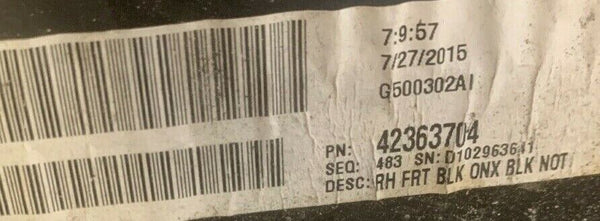 7:9:57
7/27/2015
G500302AI
PN: 42363704
SEQ: 483 SN: D102963641
DESC: RH FRT BLK ONX BLK NOT